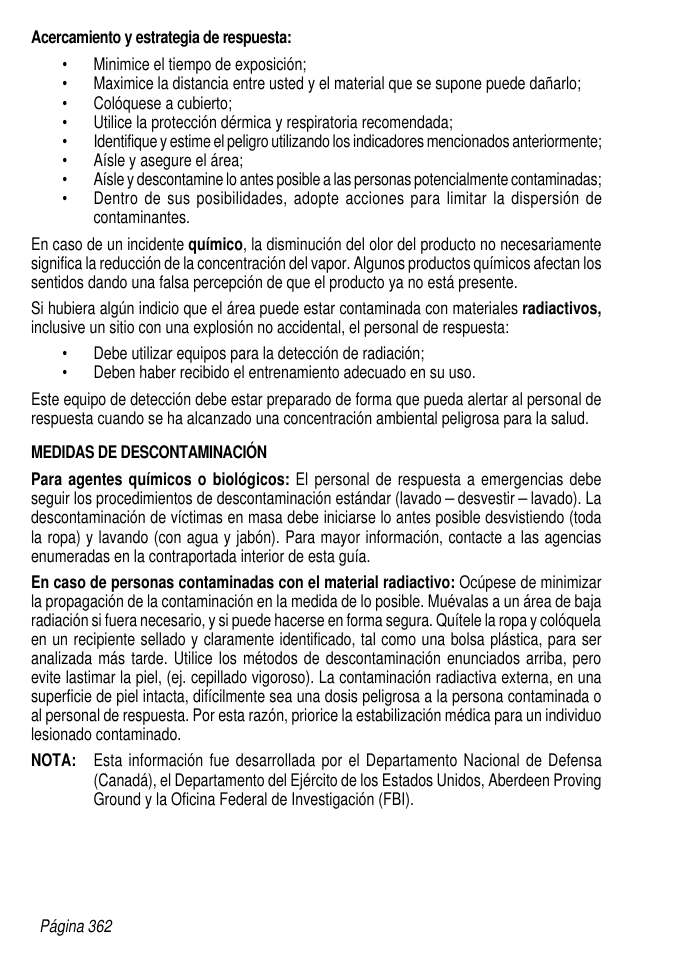 Acercamiento y estrategia de respuesta:
• Minimice el tiempo de exposición;
• Maximice la distancia entre usted y el material que se supone puede dañarlo;
• Colóquese a cubierto;
• Utilice la protección dérmica y respiratoria recomendada;
• Identifique y estime el peligro utilizando los indicadores mencionados anteriormente;
• Aísle y asegure el área;
• Aísle y descontamine lo antes posible a las personas potencialmente contaminadas;
• Dentro de sus posibilidades, adopte acciones para limitar la dispersión de
contaminantes.
En caso de un incidente químico, la disminución del olor del producto no necesariamente
significa la reducción de la concentración del vapor. Algunos productos químicos afectan los
sentidos dando una falsa percepción de que el producto ya no está presente.
Si hubiera algún indicio que el área puede estar contaminada con materiales radiactivos,
inclusive un sitio con una explosión no accidental, el personal de respuesta:
• Debe utilizar equipos para la detección de radiación;
• Deben haber recibido el entrenamiento adecuado en su uso.
Este equipo de detección debe estar preparado de forma que pueda alertar al personal de
respuesta cuando se ha alcanzado una concentración ambiental peligrosa para la salud.
MEDIDAS DE DESCONTAMINACIÓN
Para agentes químicos o biológicos: El personal de respuesta a emergencias debe
seguir los procedimientos de descontaminación estándar (lavado – desvestir – lavado). La
descontaminación de víctimas en masa debe iniciarse lo antes posible desvistiendo (toda
la ropa) y lavando (con agua y jabón). Para mayor información, contacte a las agencias
enumeradas en la contraportada interior de esta guía.
En caso de personas contaminadas con el material radiactivo: Ocúpese de minimizar
la propagación de la contaminación en la medida de lo posible. Muévalas a un área de baja
radiación si fuera necesario, y si puede hacerse en forma segura. Quítele la ropa y colóquela
en un recipiente sellado y claramente identificado, tal como una bolsa plástica, para ser
analizada más tarde. Utilice los métodos de descontaminación enunciados arriba, pero
evite lastimar la piel, (ej. cepillado vigoroso). La contaminación radiactiva externa, en una
superficie de piel intacta, difícilmente sea una dosis peligrosa a la persona contaminada o
al personal de respuesta. Por esta razón, priorice la estabilización médica para un individuo
lesionado contaminado.
NOTA: Esta información fue desarrollada por el Departamento Nacional de Defensa
(Canadá), el Departamento del Ejército de los Estados Unidos, Aberdeen Proving
Ground y la Oficina Federal de Investigación (FBI).
Página 362